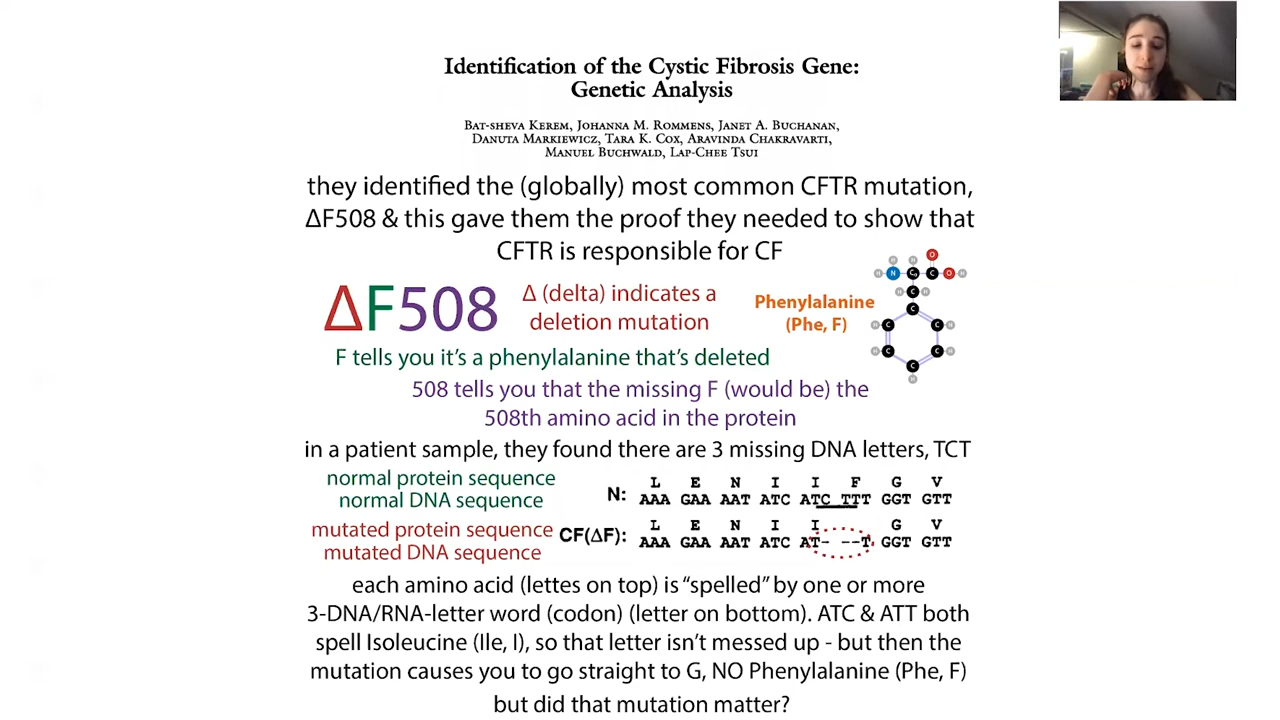 Identification of the Cystic Fibrosis Gene:
Genetic Analysis
Bat-sheva Kerem, Johanna M. Rommens, Janet A. Buchanan,
Danuta Markiewicz, Tara K. Cox, Aravinda Chakravarti,
Manuel Buchwald, Lap-Chee Tsui
they identified the (globally) most common CFTR mutation,
ΔF508 & this gave them the proof they needed to show that
CFTR is responsible for CF
ΔF508
Δ (delta) indicates a
deletion mutation
Phenylalanine
(Phe, F)
F tells you it's a phenylalanine that's deleted
508 tells you that the missing F (would be) the
508th amino acid in the protein
in a patient sample, they found there are 3 missing DNA letters, TCT
normal protein sequence
normal DNA sequence
N:
L E N I I F G V
AAA GAA AAT ATC ATC TTT GGT GTT
mutated protein sequence
mutated DNA sequence
CF(ΔF):
L E N I I G V
AAA GAA AAT ATC AT- --T GGT GTT
each amino acid (lettes on top) is "spelled" by one or more
3-DNA/RNA-letter word (codon) (letter on bottom). ATC & ATT both
spell Isoleucine (Ile, I), so that letter isn't messed up - but then the
mutation causes you to go straight to G, NO Phenylalanine (Phe, F)
but did that mutation matter?